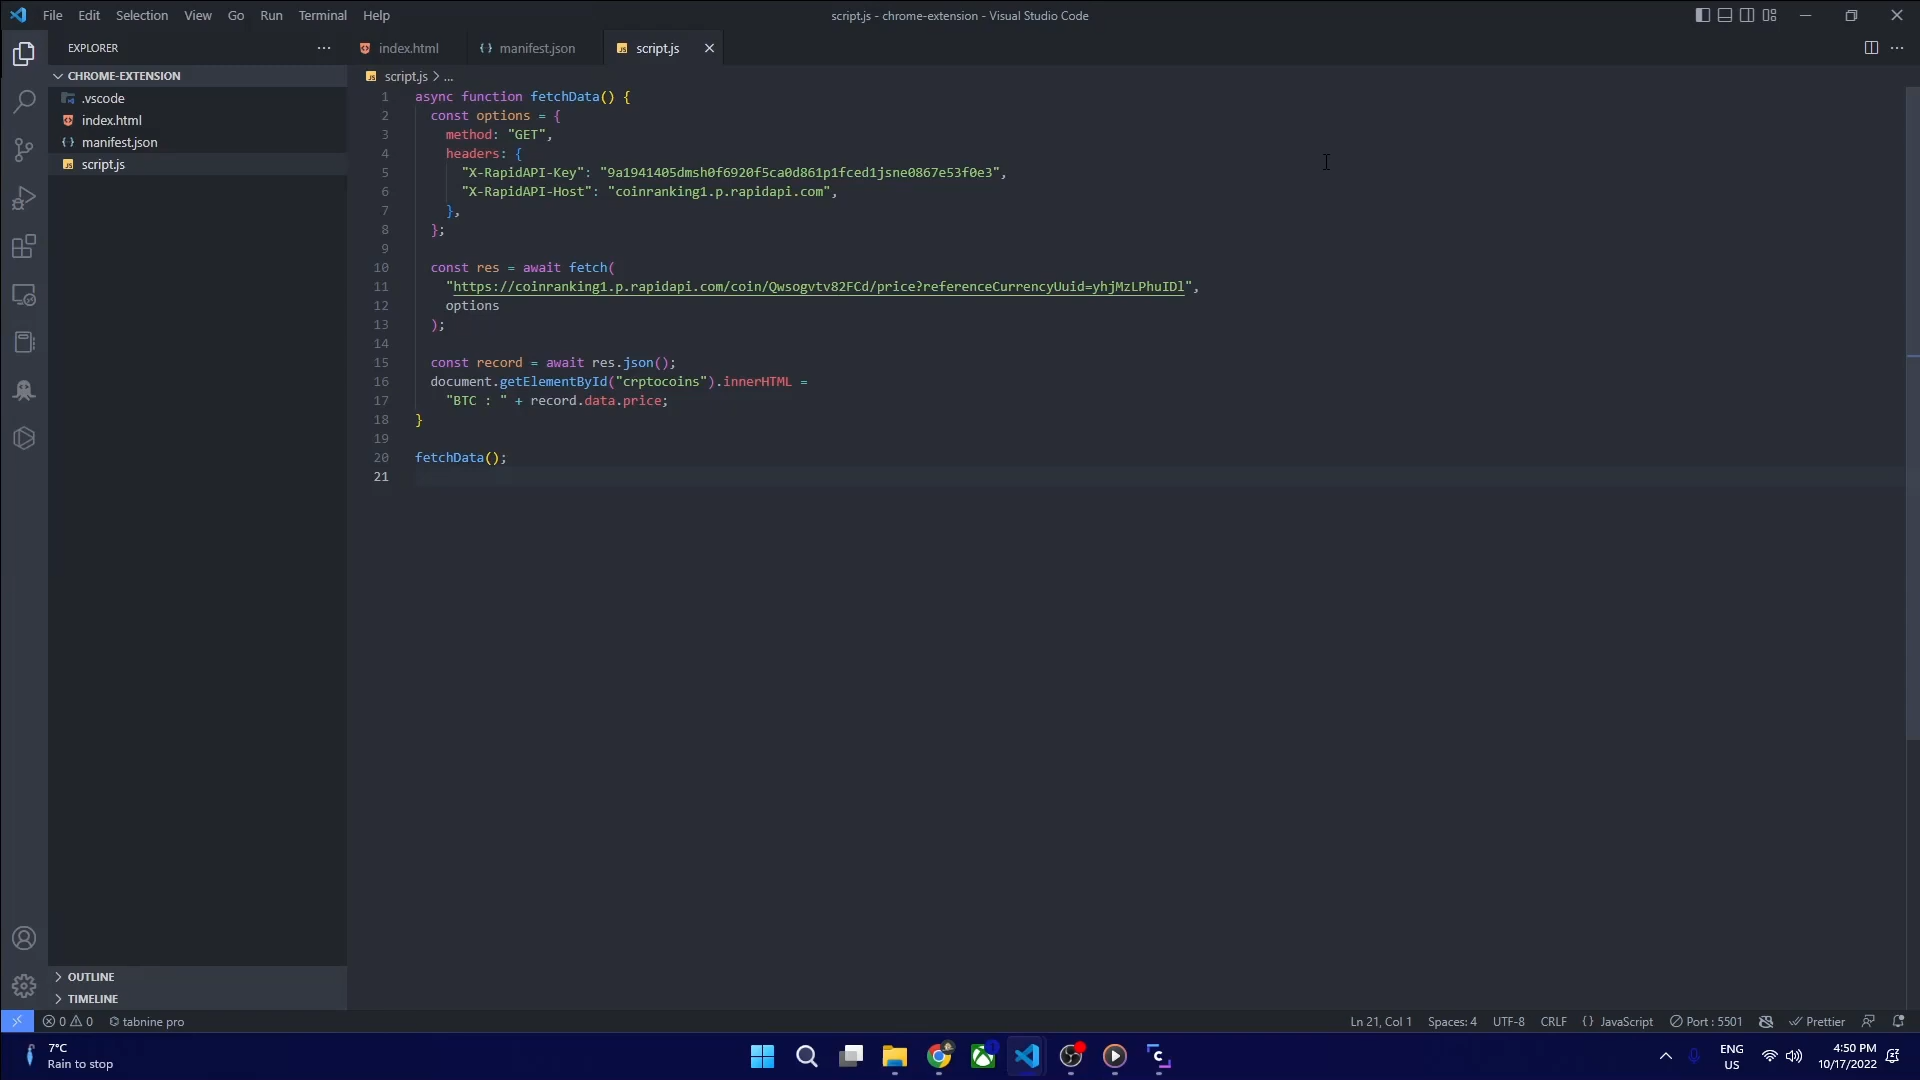 File Edit Selection View Go Run Terminal Help
script.js - chrome-extension - Visual Studio Code
EXPLORER
index.html
manifest.json
script.js
CHROME-EXTENSION
.vscode
index.html
manifest.json
script.js
script.js > ...
1 async function fetchData() {
2 const options = {
3 method: "GET",
4 headers: {
5 "X-RapidAPI-Key": "9a1941405dmsh0f6920f5ca0d861p1fced1jsne0867e53f0e3",
6 "X-RapidAPI-Host": "coinranking1.p.rapidapi.com",
7 },
8 };
9
10 const res = await fetch(
11 "https://coinranking1.p.rapidapi.com/coin/Qwsogvtv82FCd/price?referenceCurrencyUuid=yhjMzLPhuIDl",
12 options
13 );
14
15 const record = await res.json();
16 document.getElementById("crptocoins").innerHTML =
17 "BTC : " + record.data.price;
18 }
19
20 fetchData();
21
OUTLINE
TIMELINE
0 0 tabnine pro
Ln 21, Col 1 Spaces: 4 UTF-8 CRLF {} JavaScript Port : 5501 Prettier
7°C
Rain to stop
ENG
US
4:50 PM
10/17/2022